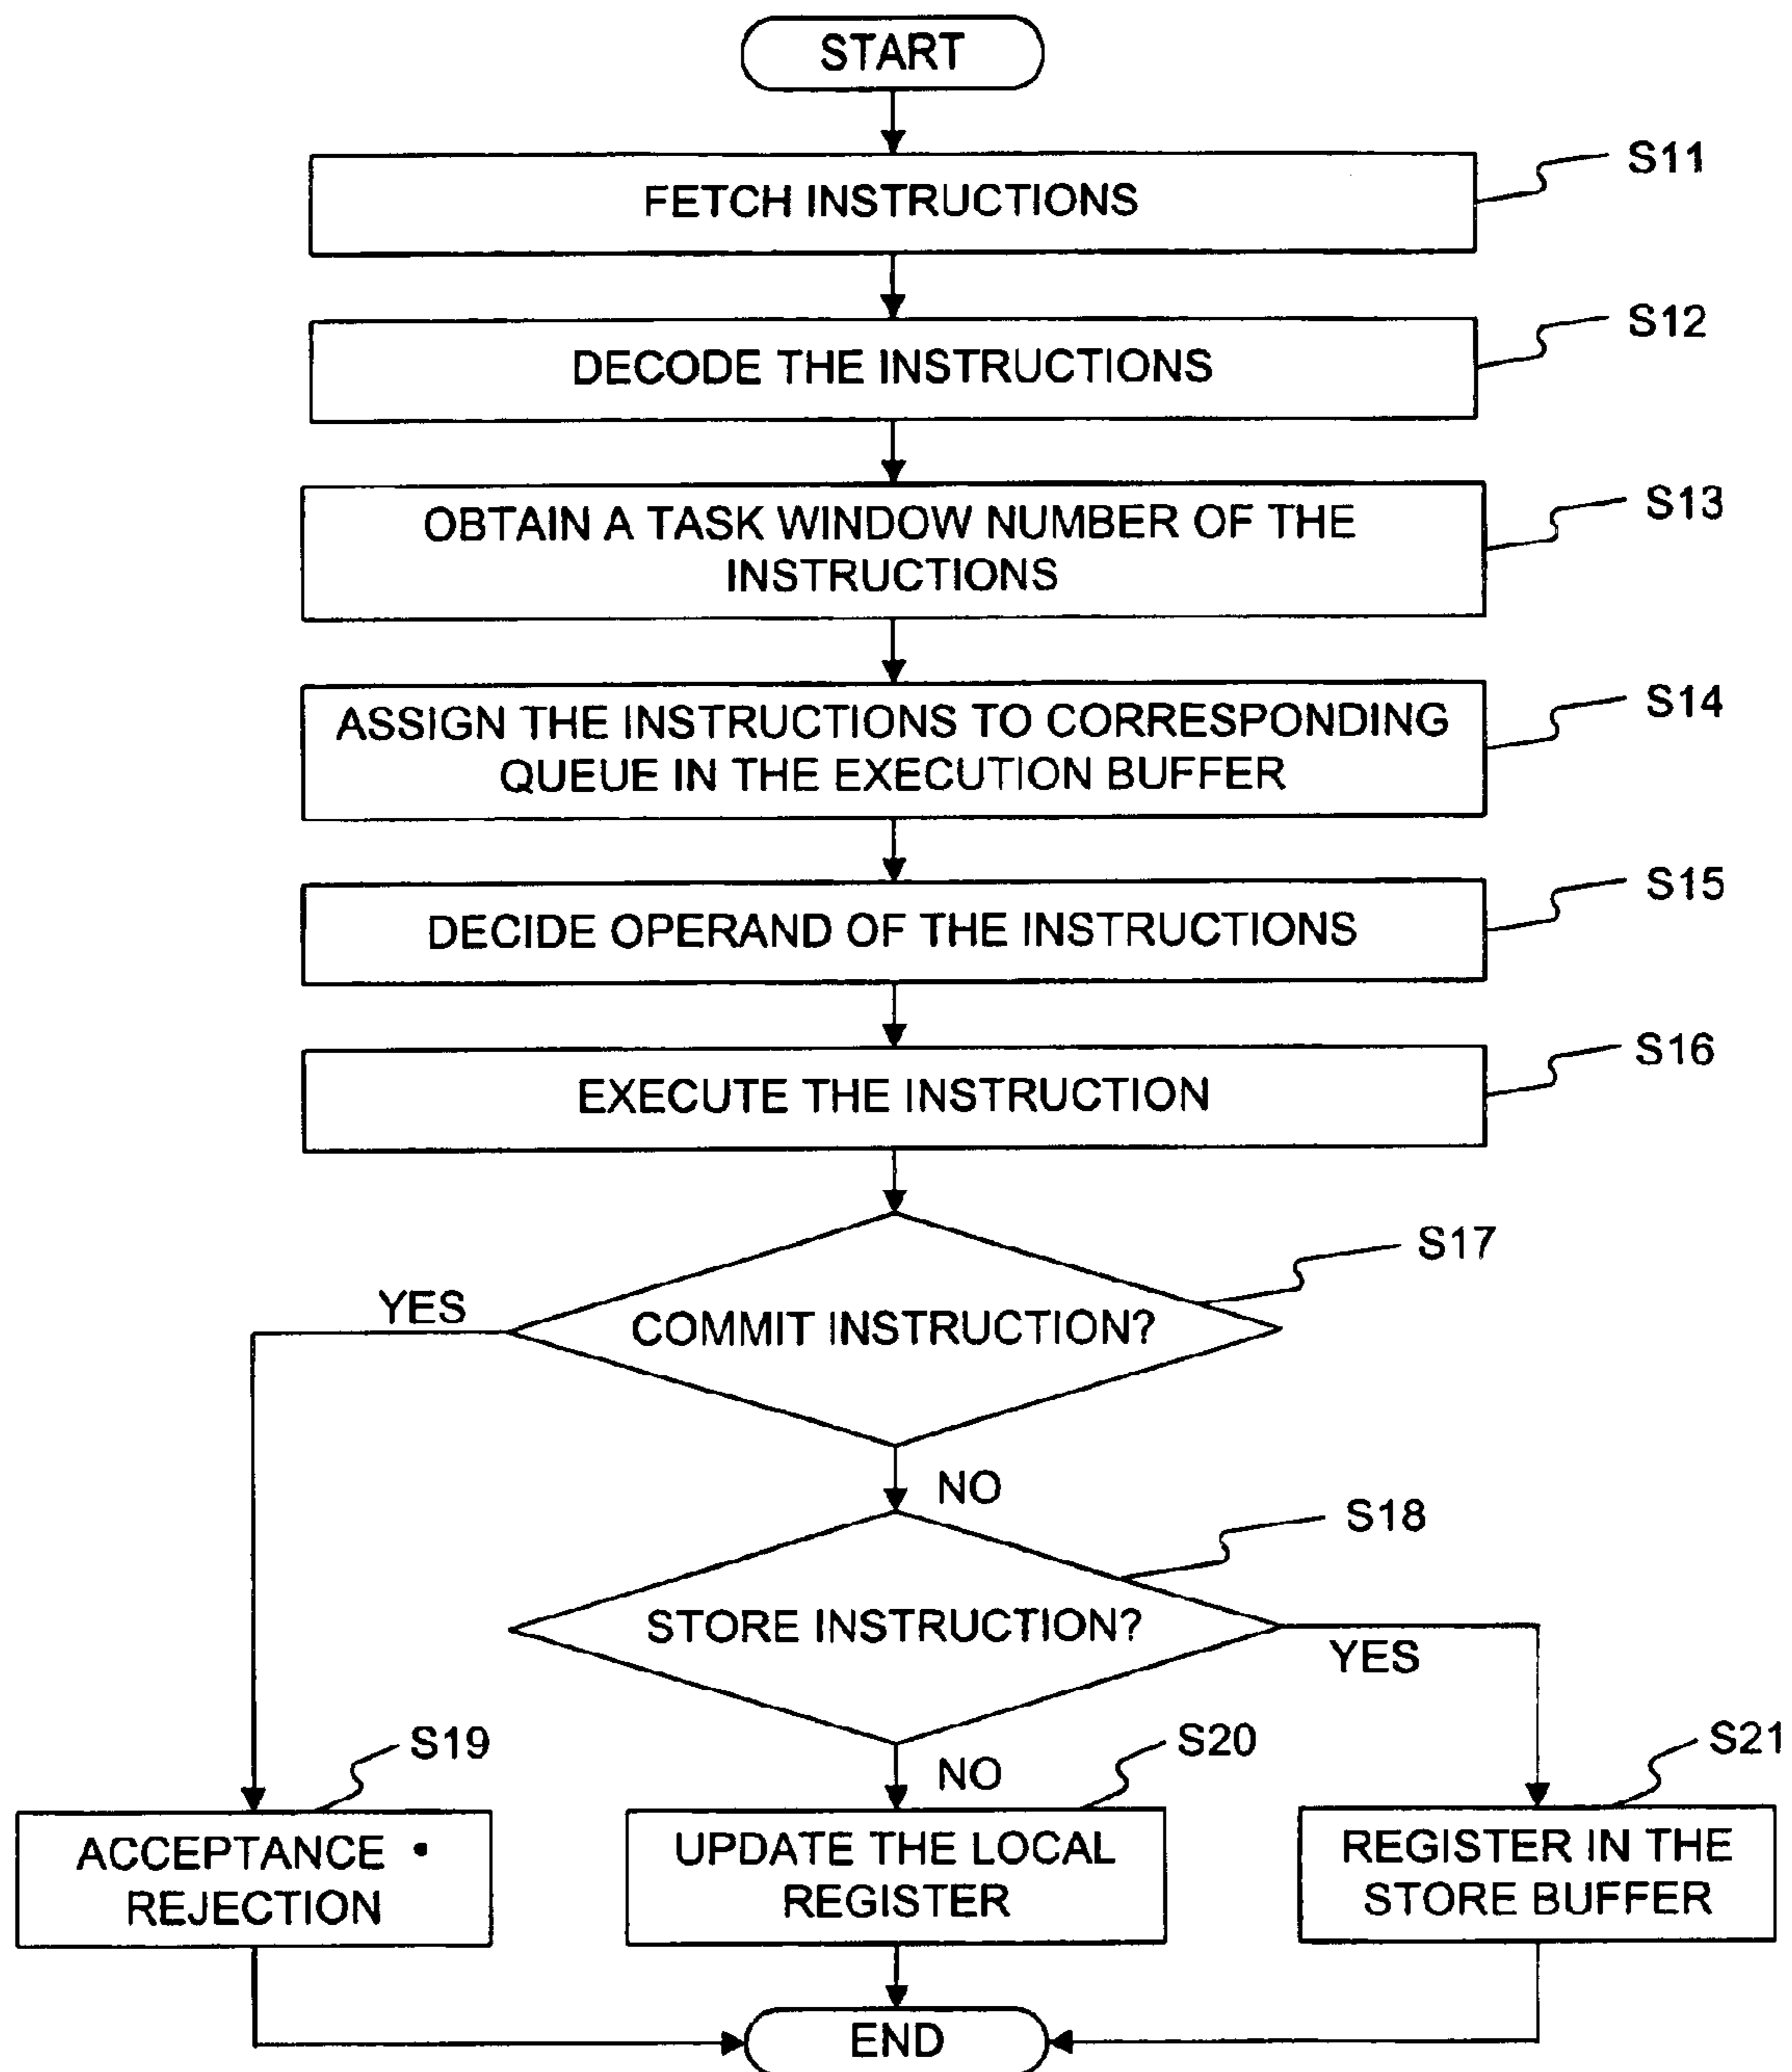 START
FETCH INSTRUCTIONS
S11
DECODE THE INSTRUCTIONS
S12
OBTAIN A TASK WINDOW NUMBER OF THE
INSTRUCTIONS
S13
ASSIGN THE INSTRUCTIONS TO CORRESPONDING
QUEUE IN THE EXECUTION BUFFER
S14
DECIDE OPERAND OF THE INSTRUCTIONS
S15
EXECUTE THE INSTRUCTION
S16
COMMIT INSTRUCTION?
S17
YES
NO
STORE INSTRUCTION?
S18
YES
NO
S19
ACCEPTANCE •
REJECTION
S20
UPDATE THE LOCAL
REGISTER
S21
REGISTER IN THE
STORE BUFFER
END